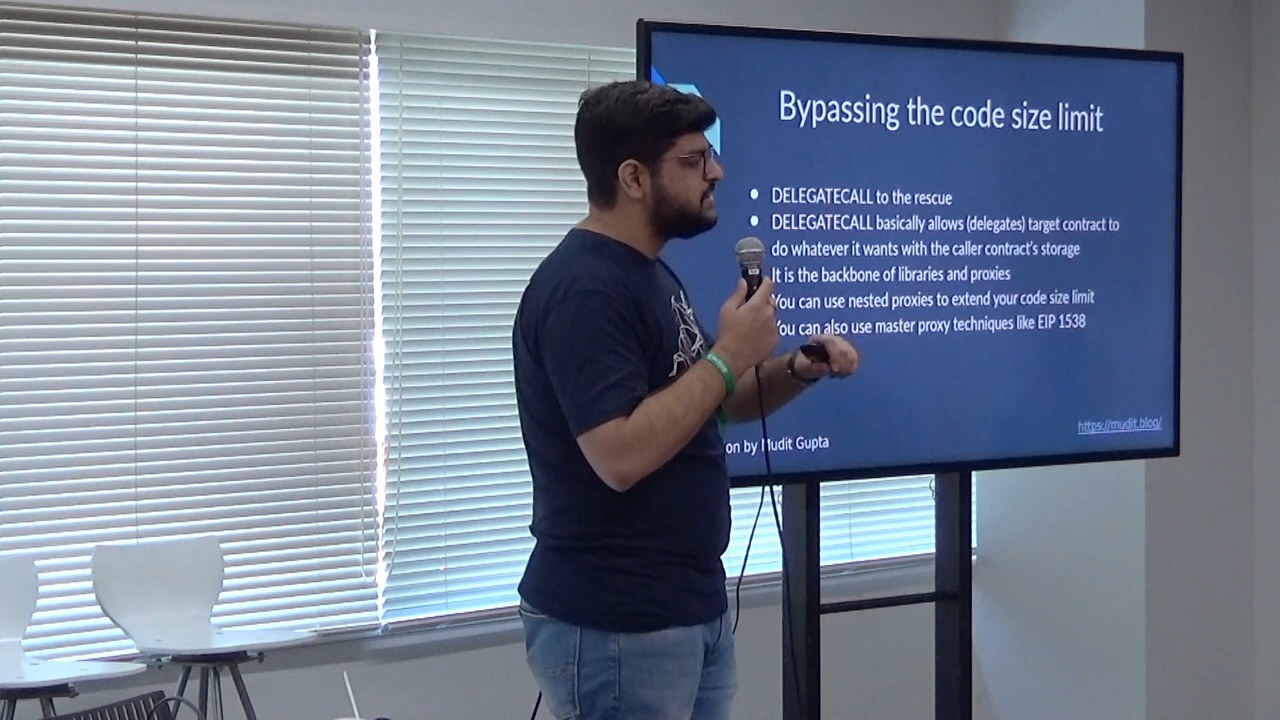 Bypassing the code size limit
DELEGATECALL to the rescue
DELEGATECALL basically allows (delegates) target contract to
do whatever it wants with the caller contract's storage
It is the backbone of libraries and proxies
You can use nested proxies to extend your code size limit
You can also use master proxy techniques like EIP 1538
https://mudit.blog/
on by Mudit Gupta